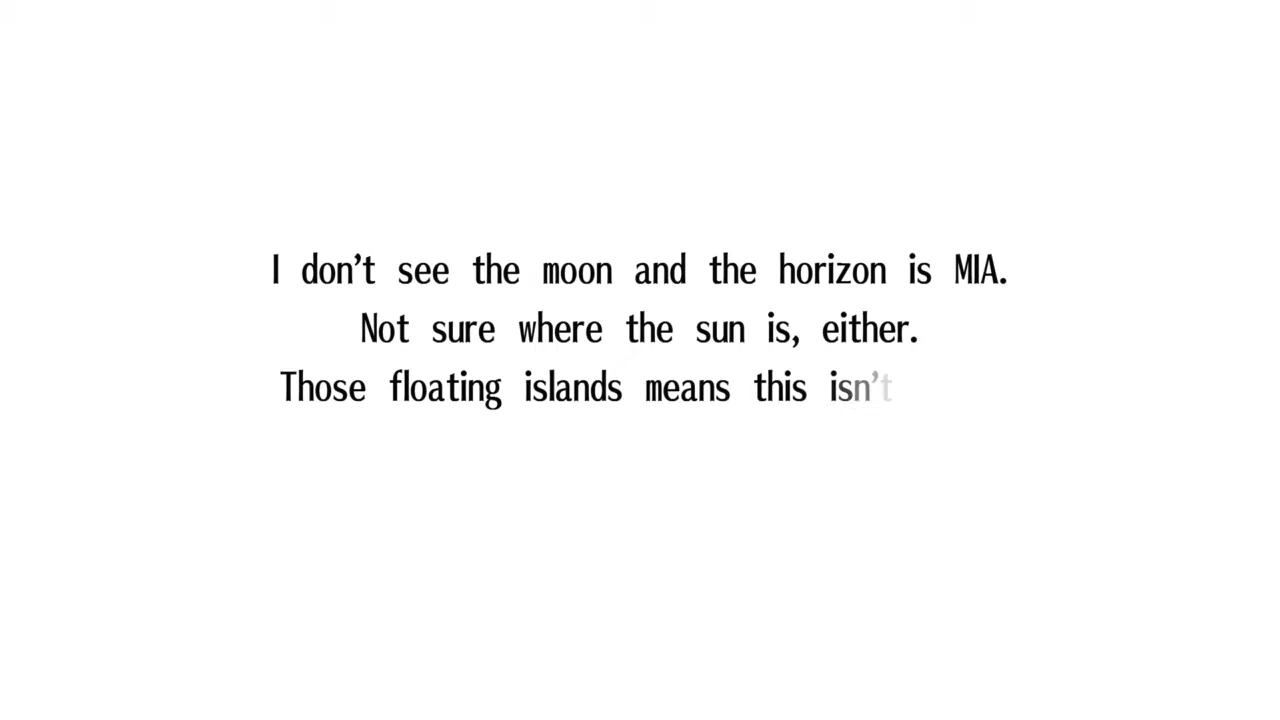 I don't see the moon and the horizon is MIA.
Not sure where the sun is, either.
Those floating islands means this isn't